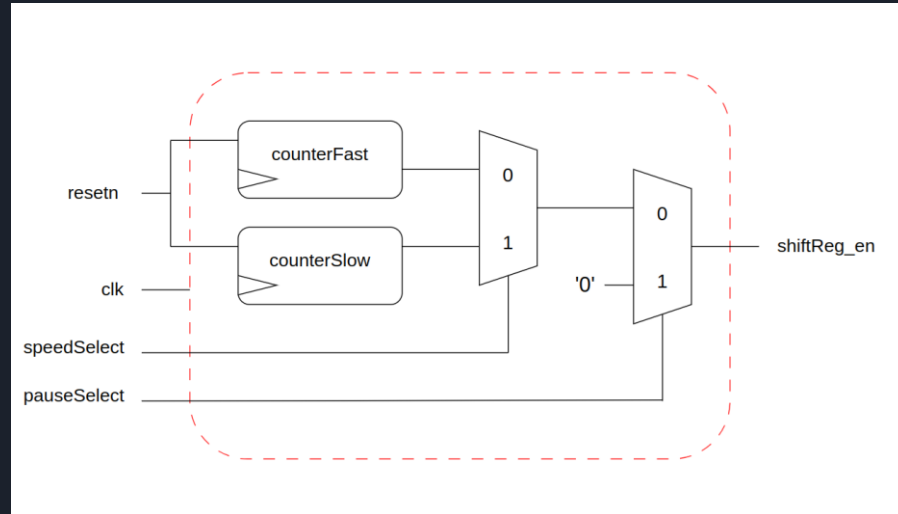 counterFast
0
resetn
0
1
shiftReg_en
counterSlow
'0'
1
clk
speedSelect
pauseSelect